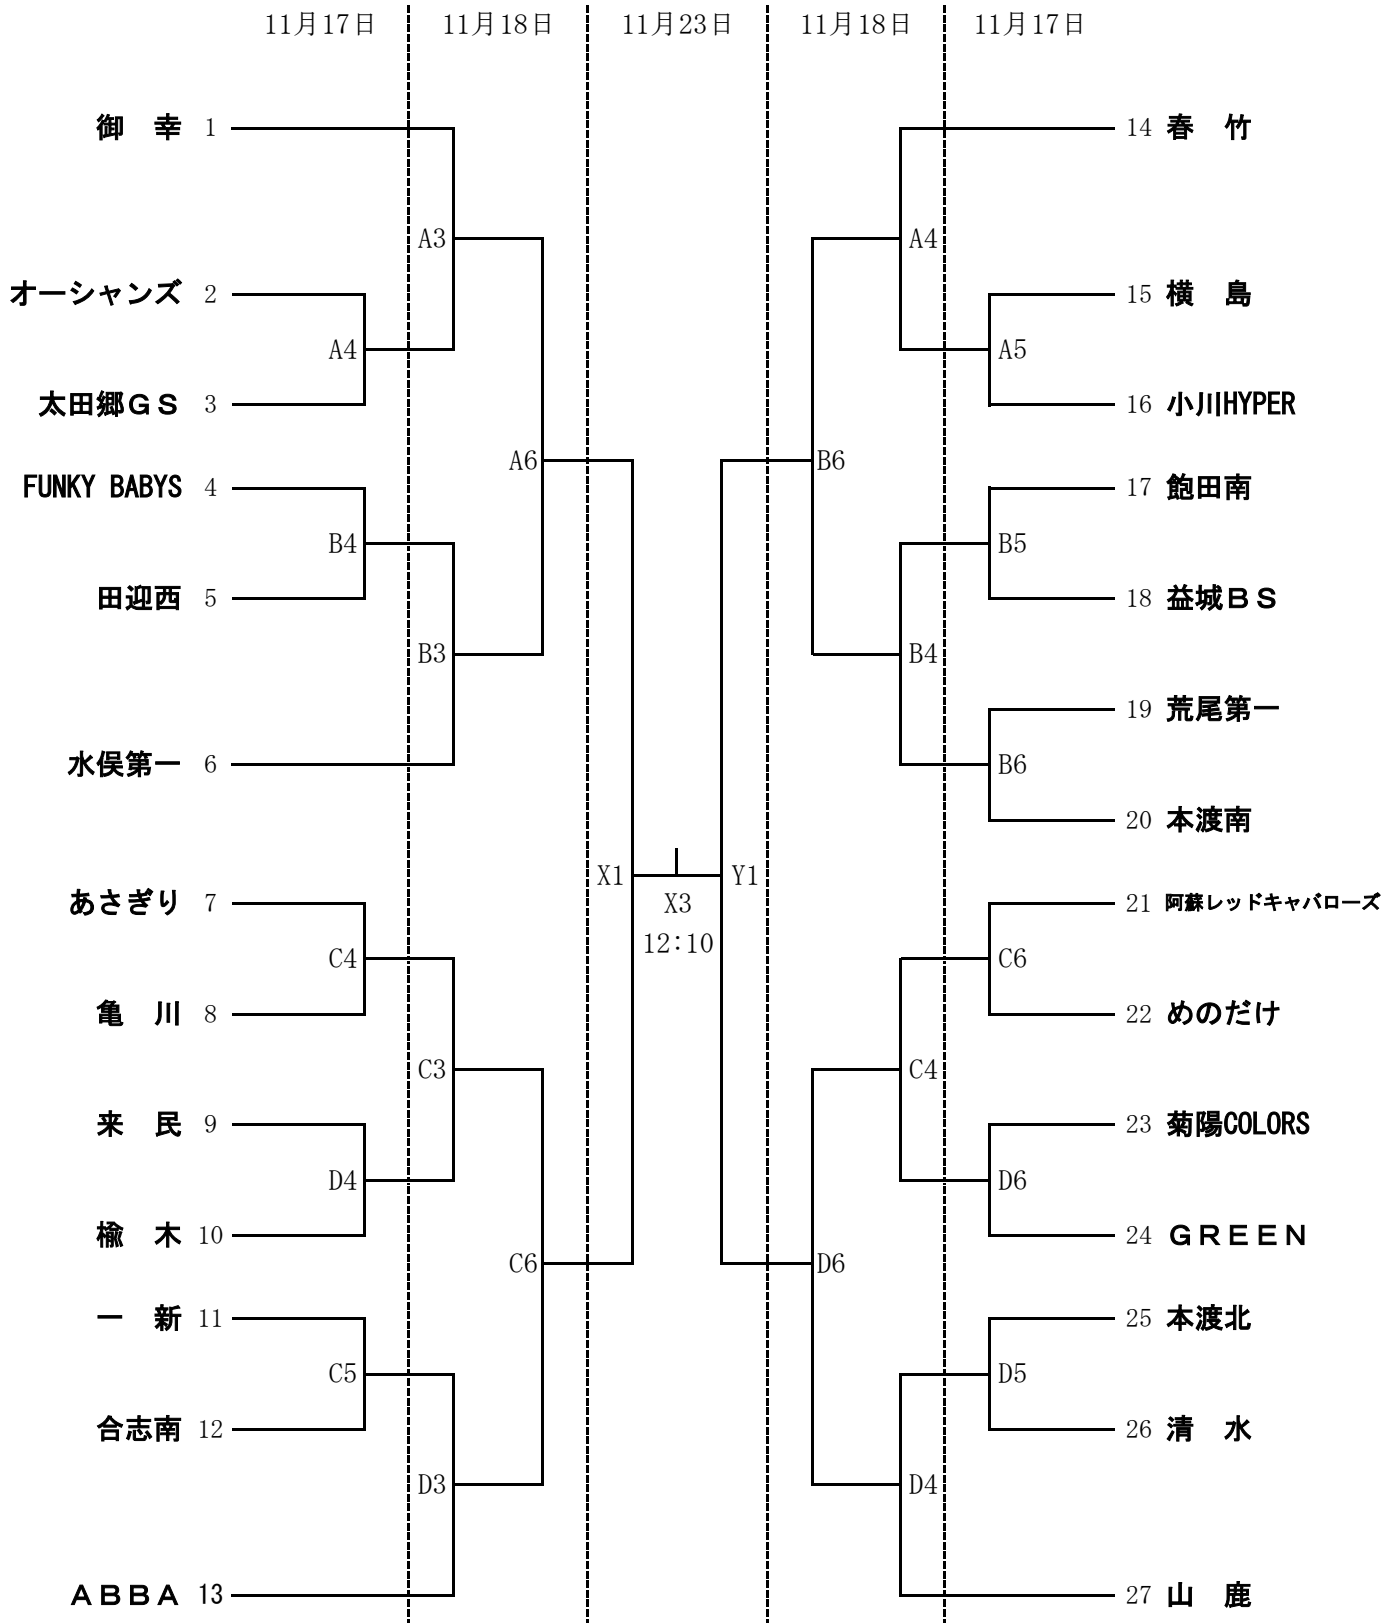 11月17日 11月18日 11月23日 11月18日 11月17日
御　幸 1 14 春　竹
A3 A4
オーシャンズ 2 15 横　島
A4 A5
太田郷ＧＳ 3 16 小川HYPER
A6 B6
FUNKY BABYS 4 17 飽田南
B4 B5
田迎西 5 18 益城ＢＳ
B3 B4
19 荒尾第一
水俣第一 6 B6
20 本渡南
X1 Y1
あさぎり 7 X3 21 阿蘇レッドキャバローズ
12:10
C4 C6
亀　川 8 22 めのだけ
C3 C4
来　民 9 23 菊陽COLORS
D4 D6
楡　木 10 24 ＧＲＥＥＮ
C6 D6
一　新 11 25 本渡北
C5 D5
合志南 12 26 清　水
D3 D4
ＡＢＢＡ 13 27 山　鹿